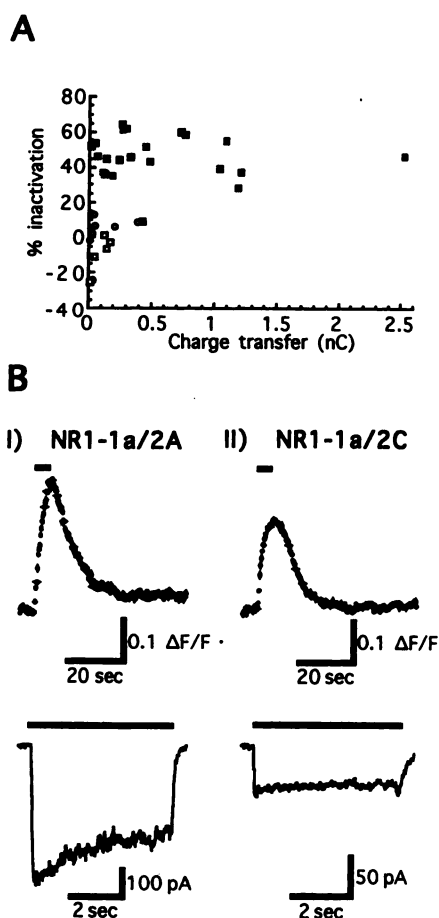 A
80
60
40
20
0
-20
-40
% inactivation
0 0.5 1 1.5 2 2.5
Charge transfer (nC)
B
I) NR1-1a/2A II) NR1-1a/2C
0.1 ΔF/F 0.1 ΔF/F
20 sec 20 sec
100 pA 50 pA
2 sec 2 sec